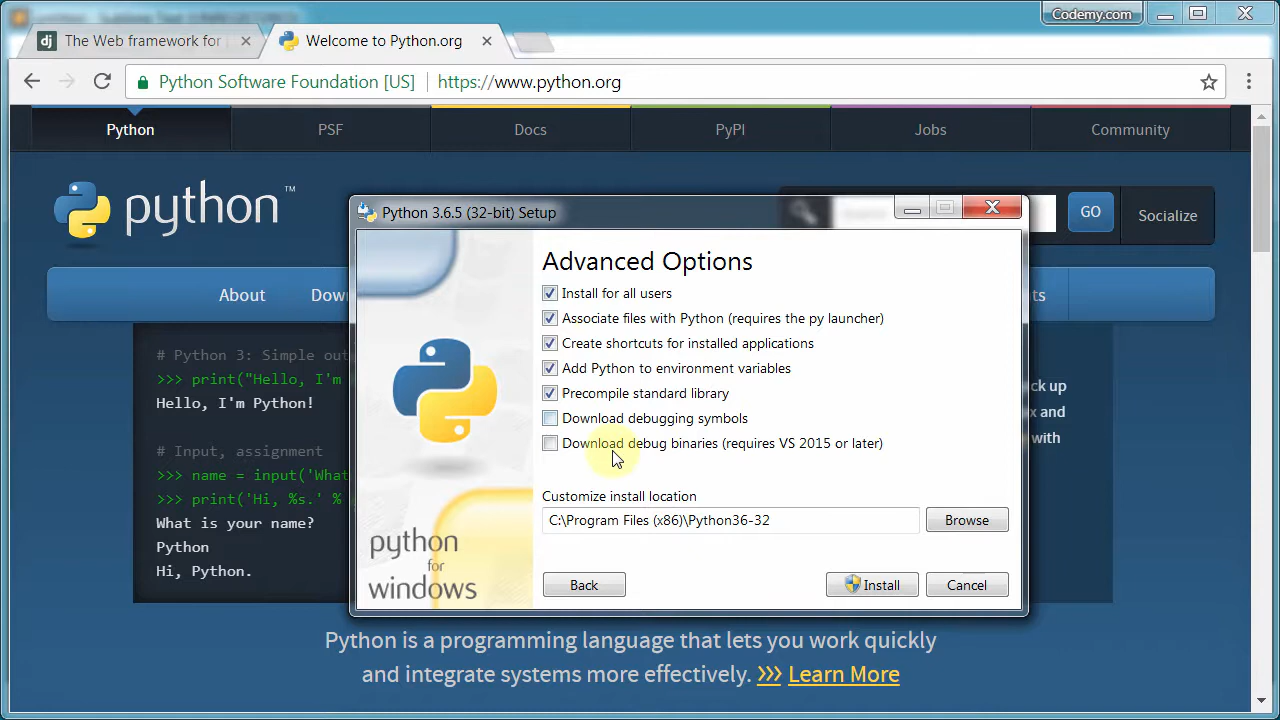 Codemy.com
dj The Web framework for
Welcome to Python.org
Python Software Foundation [US] https://www.python.org
Python PSF Docs PyPI Jobs Community
python™
GO
Socialize
About
Dow
ts
# Python 3: Simple out
>>> print("Hello, I'm
Hello, I'm Python!
# Input, assignment
>>> name = input('What
>>> print('Hi, %s.' %
What is your name?
Python
Hi, Python.
ck up
x and
with
Python 3.6.5 (32-bit) Setup
Advanced Options
Install for all users
Associate files with Python (requires the py launcher)
Create shortcuts for installed applications
Add Python to environment variables
Precompile standard library
Download debugging symbols
Download debug binaries (requires VS 2015 or later)
Customize install location
C:\Program Files (x86)\Python36-32
Browse
python
for
windows
Back
Install
Cancel
Python is a programming language that lets you work quickly
and integrate systems more effectively. >>> Learn More